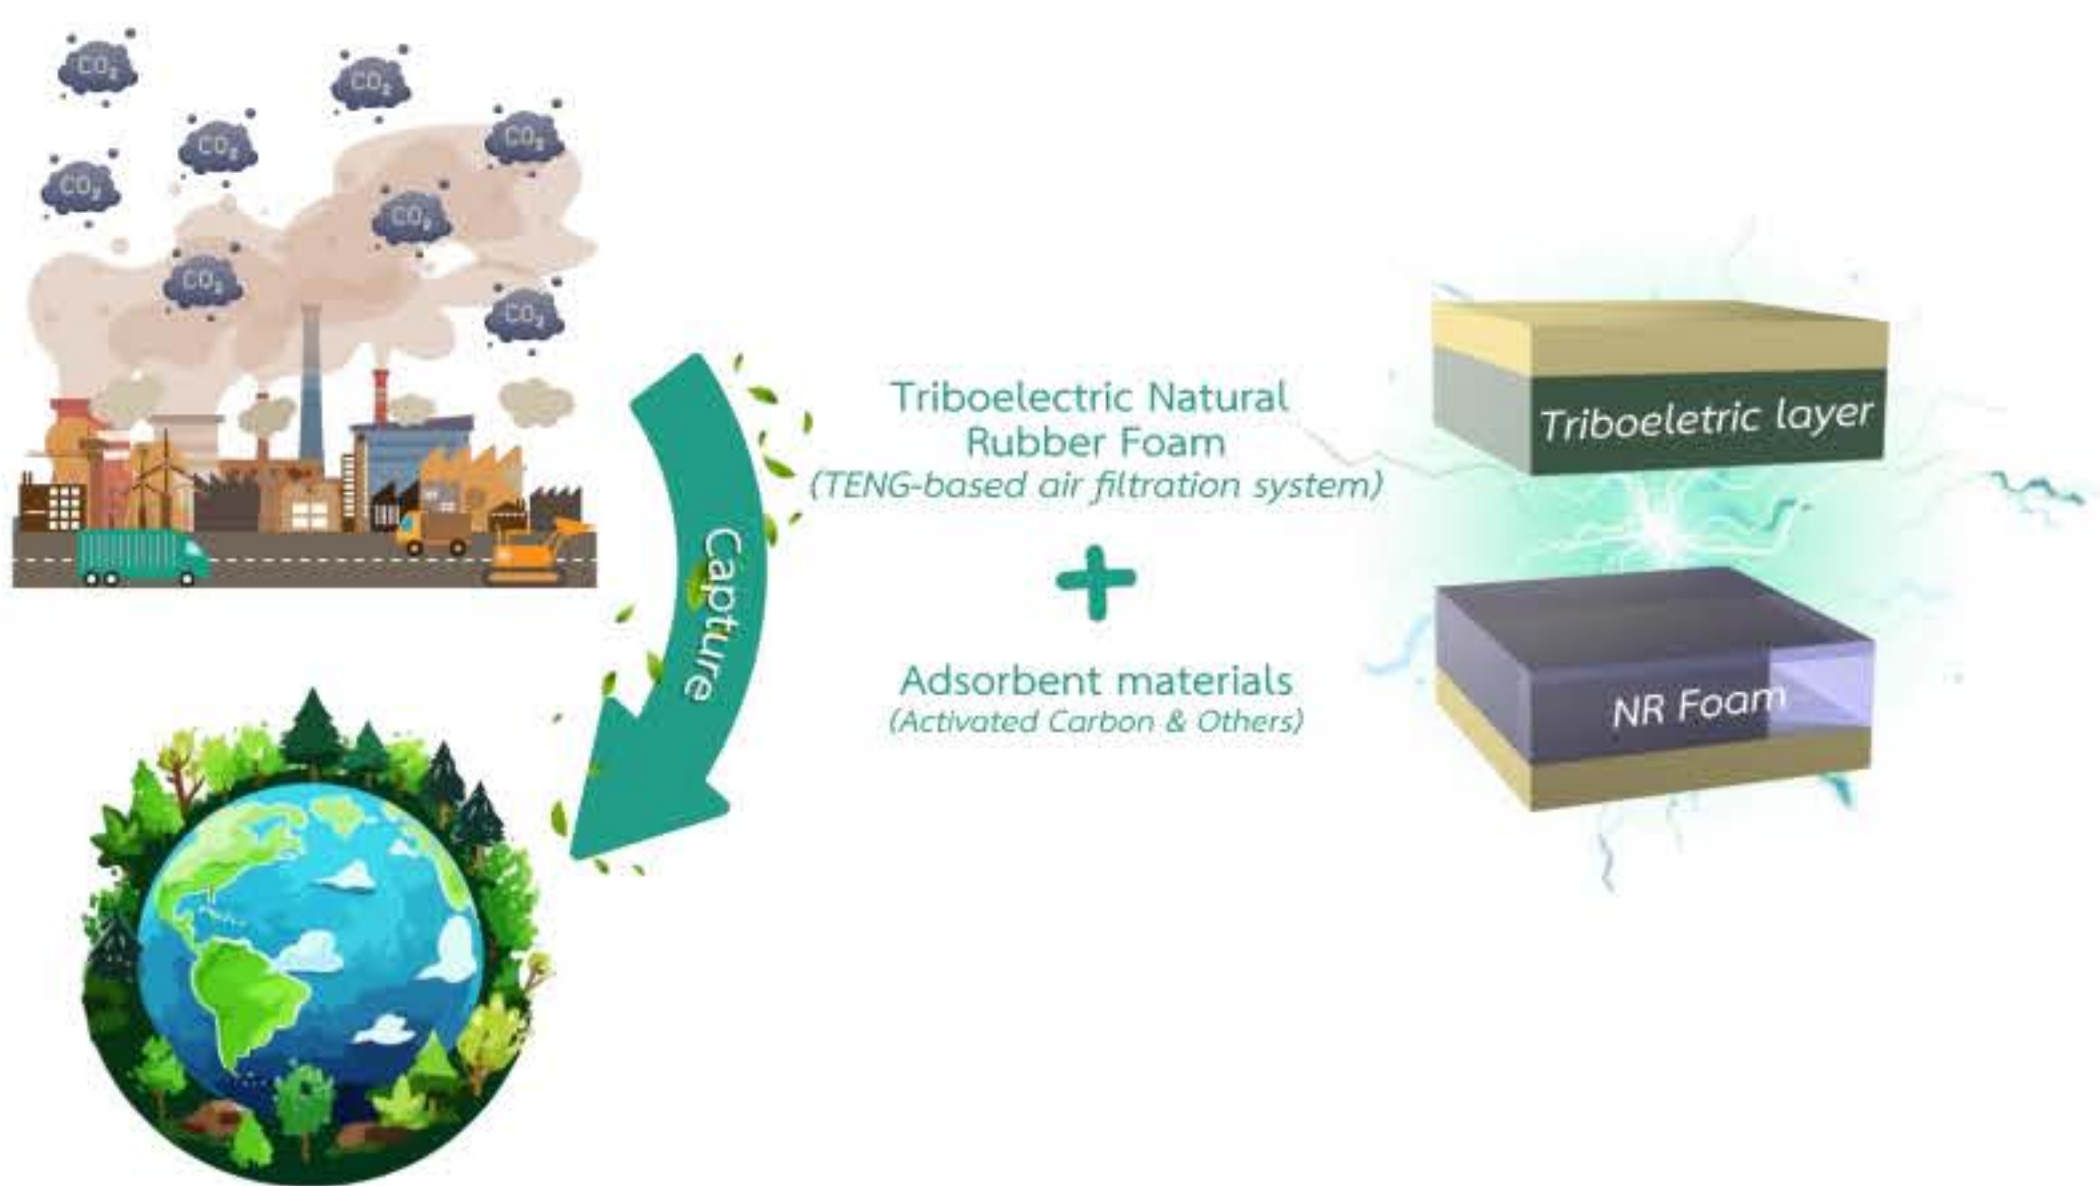 CO₂
CO₂
CO₂
CO₂
CO₂
CO₂
CO₂
CO₂
Capture
Triboelectric Natural
Rubber Foam
(TENG-based air filtration system)
+
Adsorbent materials
(Activated Carbon & Others)
Triboeletric layer
NR Foam